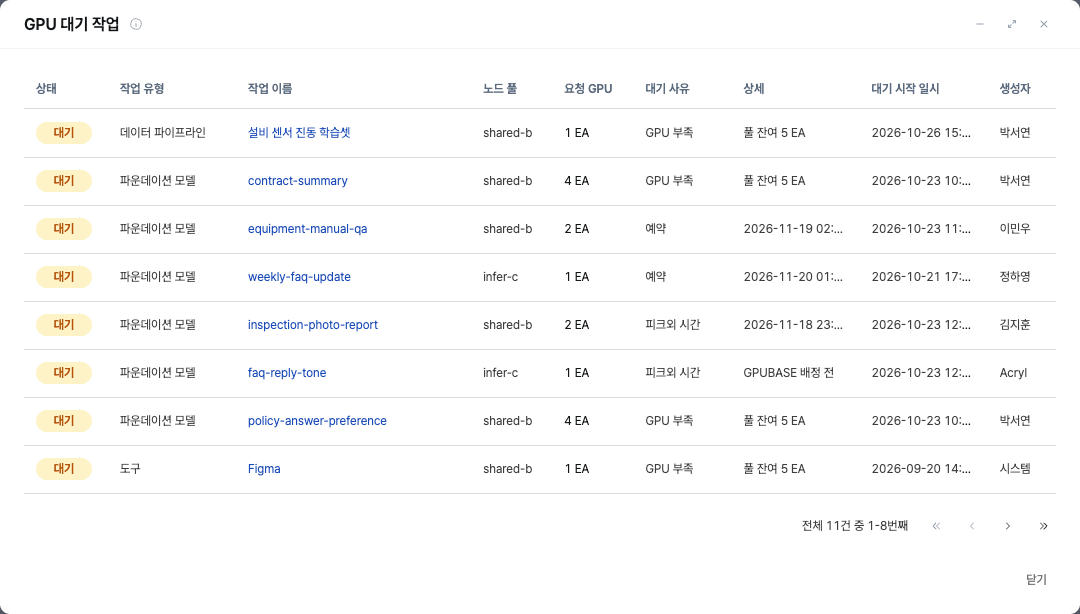 GPU 대기 작업
상태 작업 유형 작업 이름 노드 풀 요청 GPU 대기 사유 상세 대기 시작 일시 생성자
대기 데이터 파이프라인 설비 센서 진동 학습셋 shared-b 1 EA GPU 부족 풀 잔여 5 EA 2026-10-26 15:... 박서연
대기 파운데이션 모델 contract-summary shared-b 4 EA GPU 부족 풀 잔여 5 EA 2026-10-23 10:... 박서연
대기 파운데이션 모델 equipment-manual-qa shared-b 2 EA 예약 2026-11-19 02:... 2026-10-23 11:... 이민우
대기 파운데이션 모델 weekly-faq-update infer-c 1 EA 예약 2026-11-20 01:... 2026-10-21 17:... 정하영
대기 파운데이션 모델 inspection-photo-report shared-b 2 EA 피크외 시간 2026-11-18 23:... 2026-10-23 12:... 김지훈
대기 파운데이션 모델 faq-reply-tone infer-c 1 EA 피크외 시간 GPUBASE 배정 전 2026-10-23 12:... Acryl
대기 파운데이션 모델 policy-answer-preference shared-b 4 EA GPU 부족 풀 잔여 5 EA 2026-10-23 10:... 박서연
대기 도구 Figma shared-b 1 EA GPU 부족 풀 잔여 5 EA 2026-09-20 14:... 시스템
전체 11건 중 1-8번째
닫기